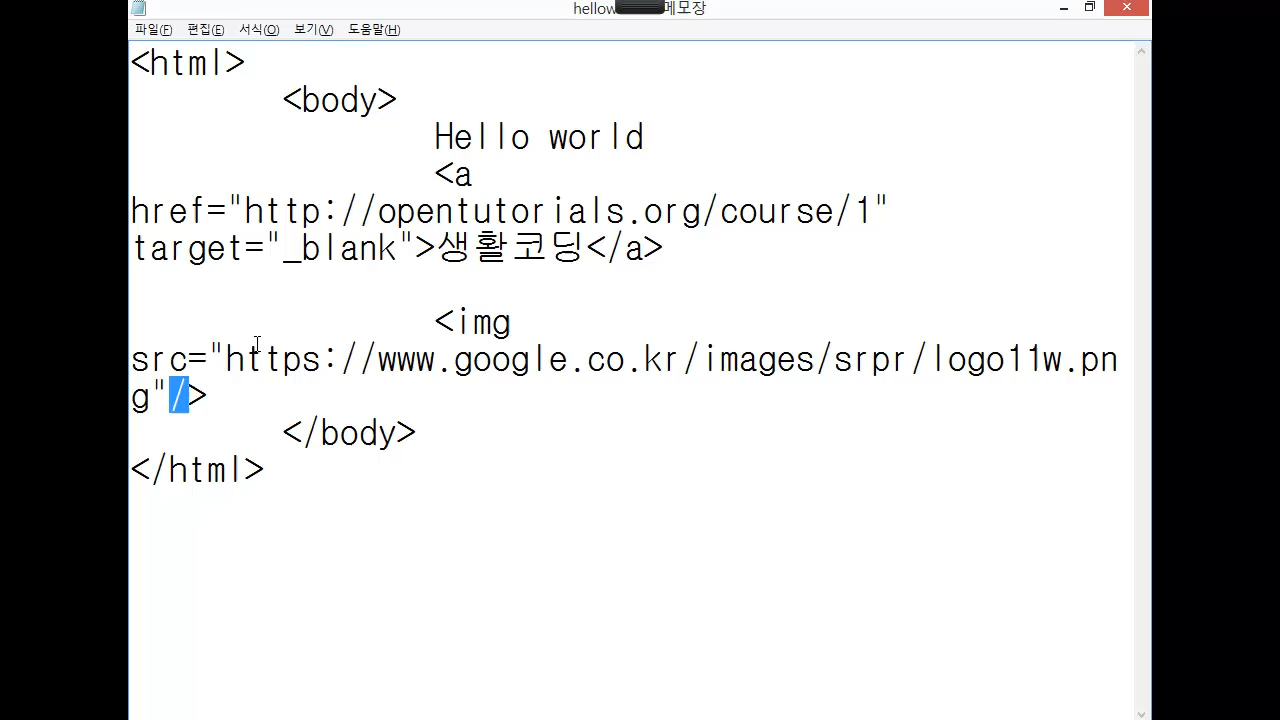 메모장
파일(F) 편집(E) 서식(O) 보기(V) 도움말(H)
<html>
<body>
Hello world
<a
href="http://opentutorials.org/course/1"
target="_blank">생활코딩</a>
<img
src="https://www.google.co.kr/images/srpr/logo11w.pn
g"/>
</body>
</html>